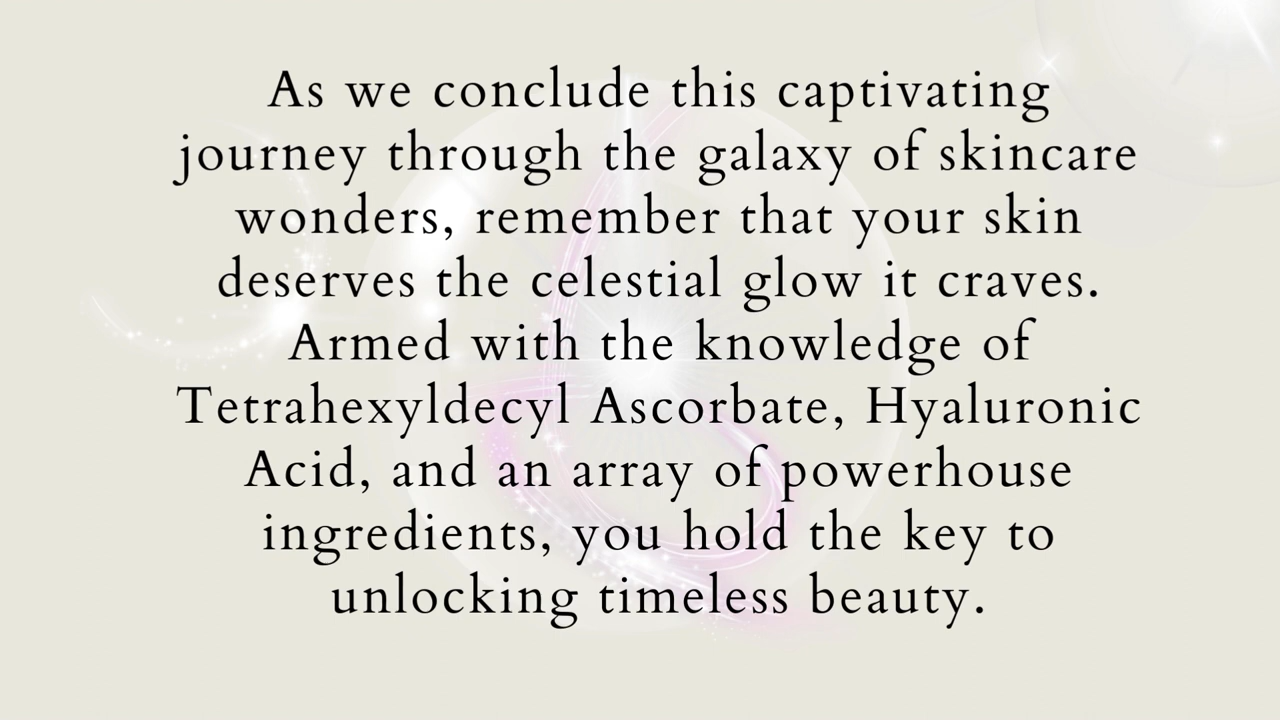 As we conclude this captivating
journey through the galaxy of skincare
wonders, remember that your skin
deserves the celestial glow it craves.
Armed with the knowledge of
Tetrahexyldecyl Ascorbate, Hyaluronic
Acid, and an array of powerhouse
ingredients, you hold the key to
unlocking timeless beauty.